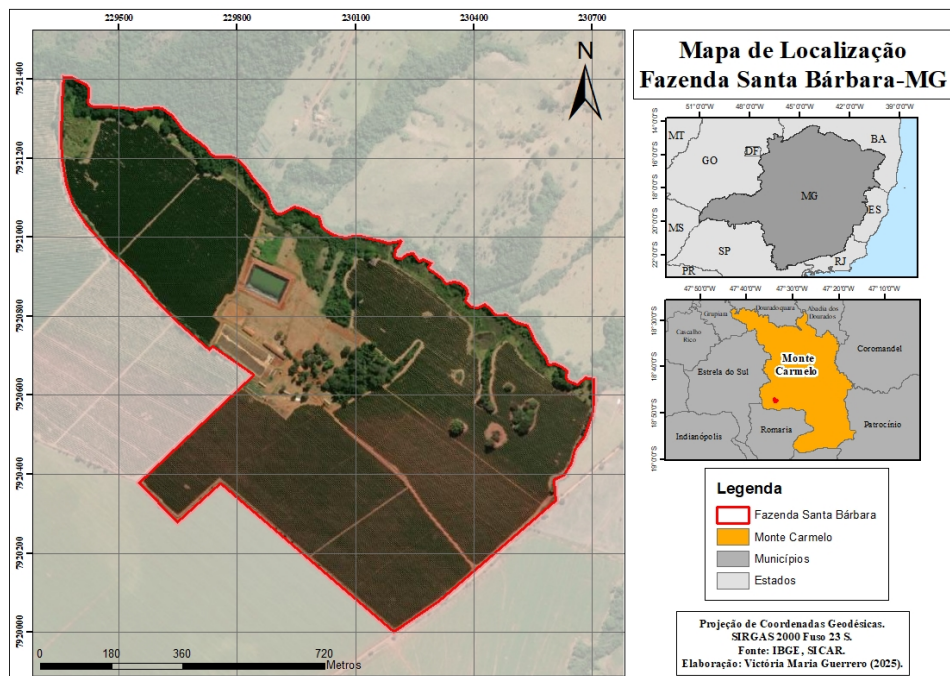 229500
229800
230100
230400
230700
7921400
7921200
7921000
7920800
7920600
7920400
7920200
7920000
N
0
180
360
720
Metros
Mapa de Localização
Fazenda Santa Bárbara-MG
51°0'0"W
48°0'0"W
45°0'0"W
42°0'0"W
39°0'0"W
14°0'0"S
16°0'0"S
18°0'0"S
20°0'0"S
22°0'0"S
MT
GO
DF
BA
MG
ES
MS
SP
RJ
PR
47°50'0"W
47°40'0"W
47°30'0"W
47°20'0"W
47°10'0"W
18°30'0"S
18°40'0"S
18°50'0"S
Grupiara
Douradoquara
Abadia dos
Dourados
Cascalho
Rico
Monte
Carmelo
Coromandel
Estrela do Sul
Patrocínio
Indianópolis
Romaria
Legenda
Fazenda Santa Bárbara
Monte Carmelo
Municípios
Estados
Projeção de Coordenadas Geodésicas.
SIRGAS 2000 Fuso 23 S.
Fonte: IBGE, SICAR.
Elaboração: Victória Maria Guerrero (2025).